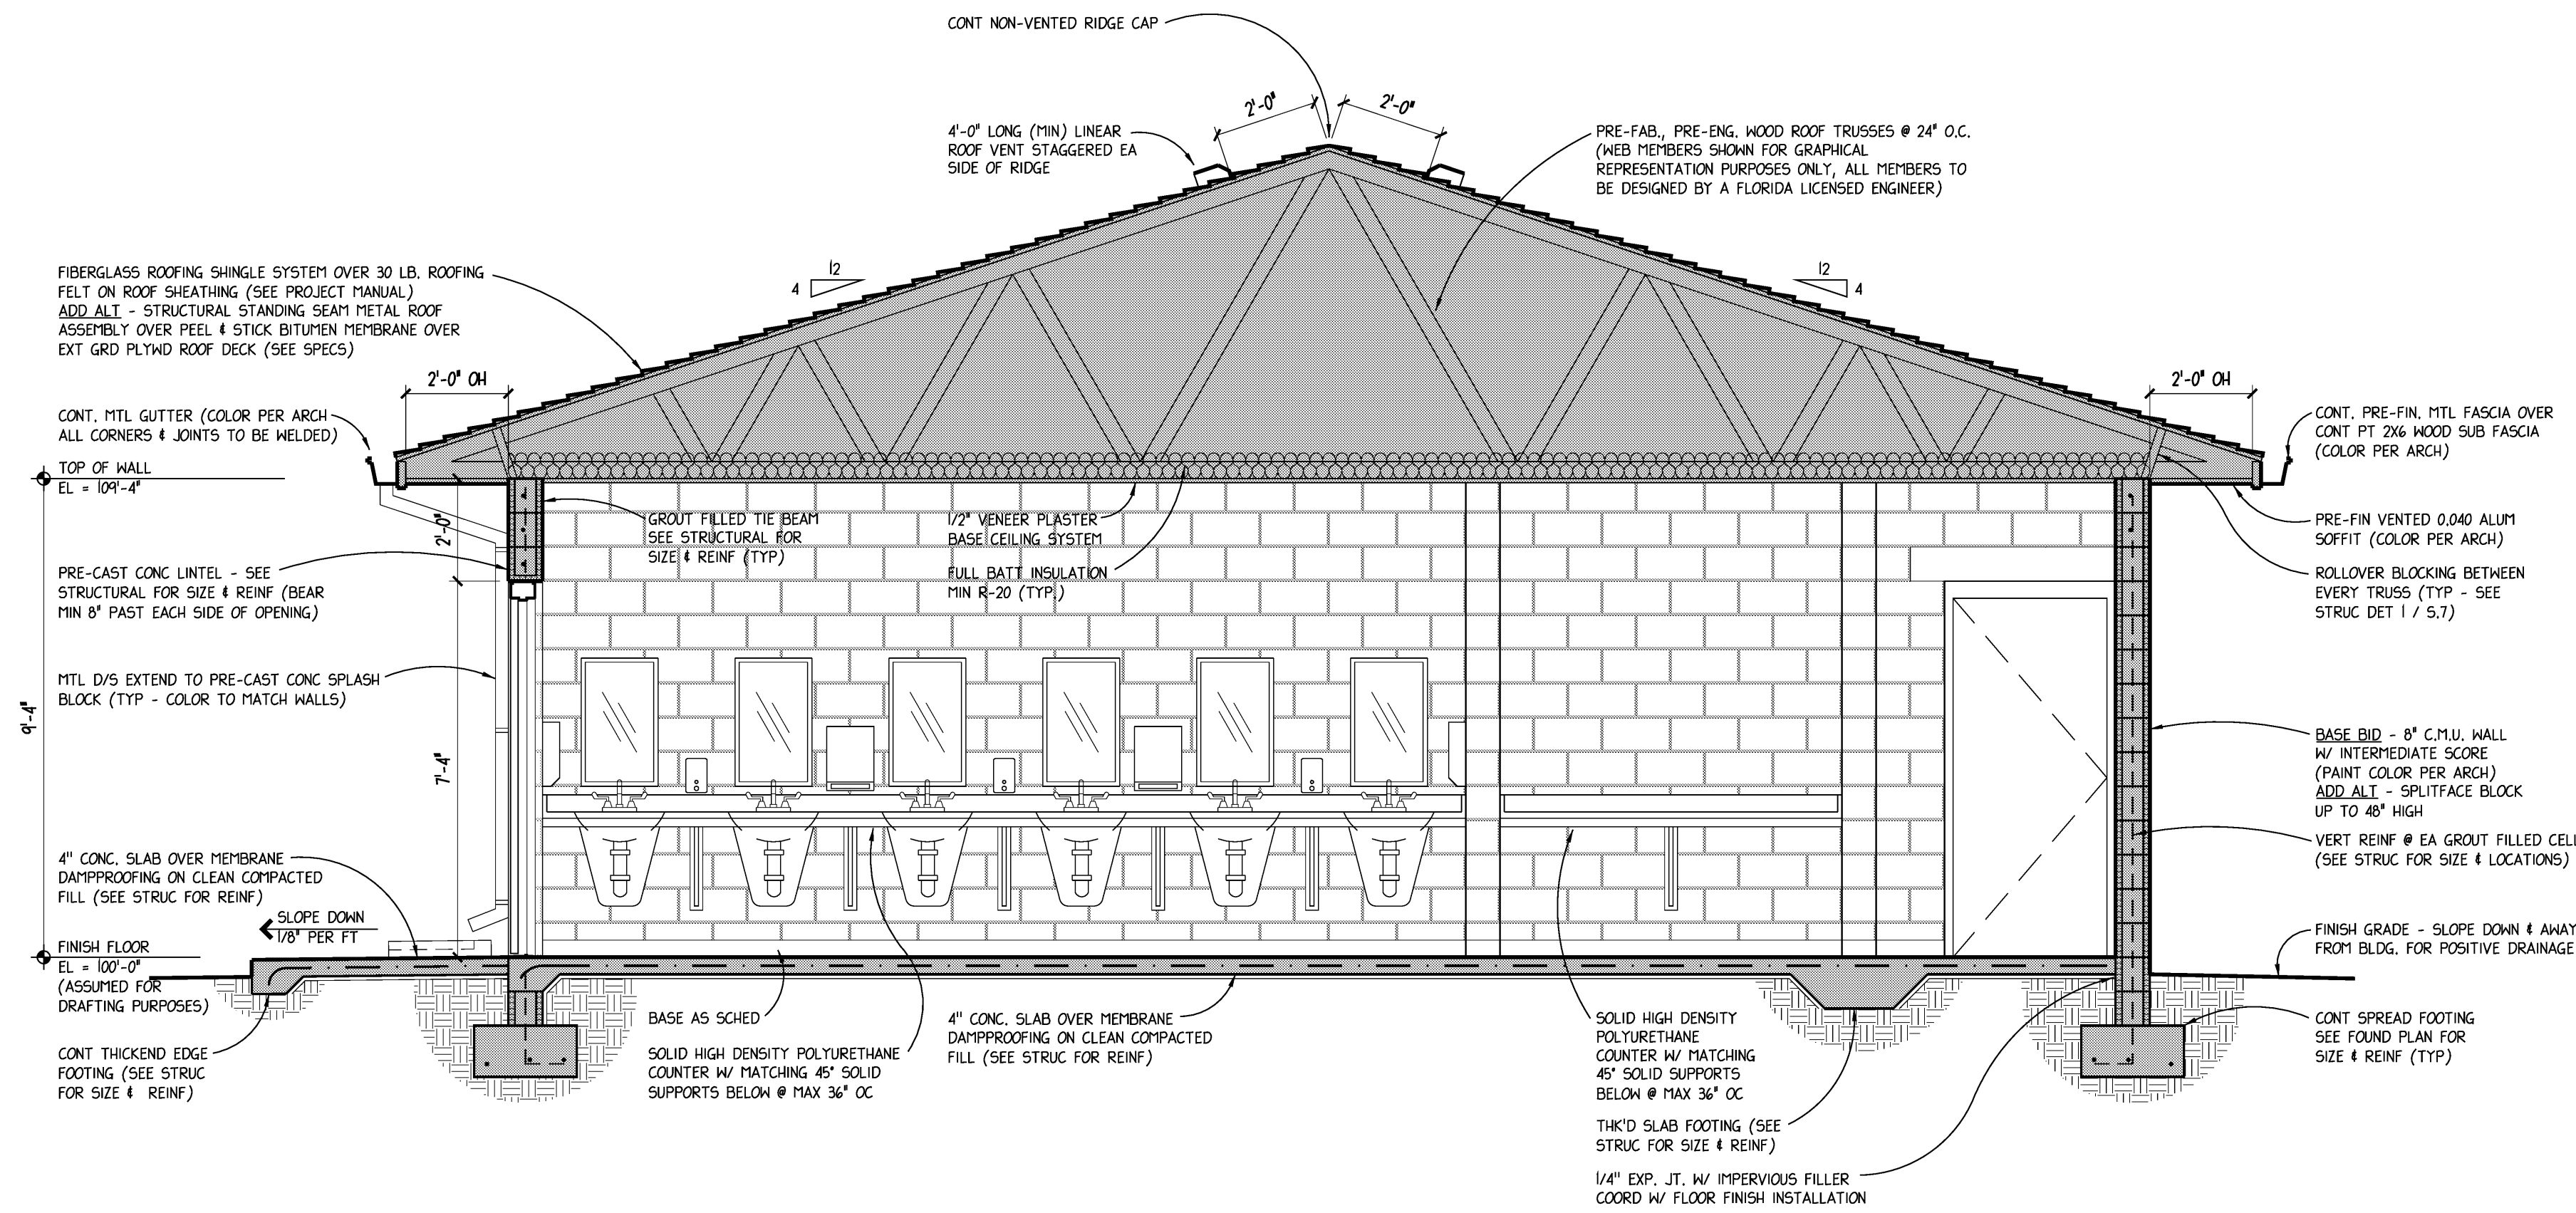 CONT NON-VENTED RIDGE CAP
2'-0"
2'-0"
4'-0" LONG (MIN) LINEAR
ROOF VENT STAGGERED EA
SIDE OF RIDGE
PRE-FAB., PRE-ENG. WOOD ROOF TRUSSES @ 24" O.C.
(WEB MEMBERS SHOWN FOR GRAPHICAL
REPRESENTATION PURPOSES ONLY, ALL MEMBERS TO
BE DESIGNED BY A FLORIDA LICENSED ENGINEER)
12
4
12
4
FIBERGLASS ROOFING SHINGLE SYSTEM OVER 30 LB. ROOFING
FELT ON ROOF SHEATHING (SEE PROJECT MANUAL)
ADD ALT - STRUCTURAL STANDING SEAM METAL ROOF
ASSEMBLY OVER PEEL & STICK BITUMEN MEMBRANE OVER
EXT GRD PLYWD ROOF DECK (SEE SPECS)
2'-0" OH
2'-0" OH
CONT. MTL GUTTER (COLOR PER ARCH
ALL CORNERS & JOINTS TO BE WELDED)
TOP OF WALL
EL = 109'-4"
PRE-CAST CONC LINTEL - SEE
STRUCTURAL FOR SIZE & REINF (BEAR
MIN 8" PAST EACH SIDE OF OPENING)
MTL D/S EXTEND TO PRE-CAST CONC SPLASH
BLOCK (TYP - COLOR TO MATCH WALLS)
9'-4"
2'-0"
7'-4"
4" CONC. SLAB OVER MEMBRANE
DAMPPROOFING ON CLEAN COMPACTED
FILL (SEE STRUC FOR REINF)
SLOPE DOWN
1/8" PER FT
FINISH FLOOR
EL = 100'-0"
(ASSUMED FOR
DRAFTING PURPOSES)
CONT THICKEND EDGE
FOOTING (SEE STRUC
FOR SIZE & REINF)
GROUT FILLED TIE BEAM
SEE STRUCTURAL FOR
SIZE & REINF (TYP)
1/2" VENEER PLASTER
BASE CEILING SYSTEM
FULL BATT INSULATION
MIN R-20 (TYP.)
BASE AS SCHED
SOLID HIGH DENSITY POLYURETHANE
COUNTER W/ MATCHING 45° SOLID
SUPPORTS BELOW @ MAX 36" OC
4" CONC. SLAB OVER MEMBRANE
DAMPPROOFING ON CLEAN COMPACTED
FILL (SEE STRUC FOR REINF)
SOLID HIGH DENSITY
POLYURETHANE
COUNTER W/ MATCHING
45° SOLID SUPPORTS
BELOW @ MAX 36" OC
THK'D SLAB FOOTING (SEE
STRUC FOR SIZE & REINF)
1/4" EXP. JT. W/ IMPERVIOUS FILLER
COORD W/ FLOOR FINISH INSTALLATION
CONT. PRE-FIN. MTL FASCIA OVER
CONT PT 2X6 WOOD SUB FASCIA
(COLOR PER ARCH)
PRE-FIN VENTED 0.040 ALUM
SOFFIT (COLOR PER ARCH)
ROLLOVER BLOCKING BETWEEN
EVERY TRUSS (TYP - SEE
STRUC DET 1 / S.7)
BASE BID - 8" C.M.U. WALL
W/ INTERMEDIATE SCORE
(PAINT COLOR PER ARCH)
ADD ALT - SPLITFACE BLOCK
UP TO 48" HIGH
VERT REINF @ EA GROUT FILLED CELL
(SEE STRUC FOR SIZE & LOCATIONS)
FINISH GRADE - SLOPE DOWN & AWAY
FROM BLDG. FOR POSITIVE DRAINAGE
CONT SPREAD FOOTING
SEE FOUND PLAN FOR
SIZE & REINF (TYP)